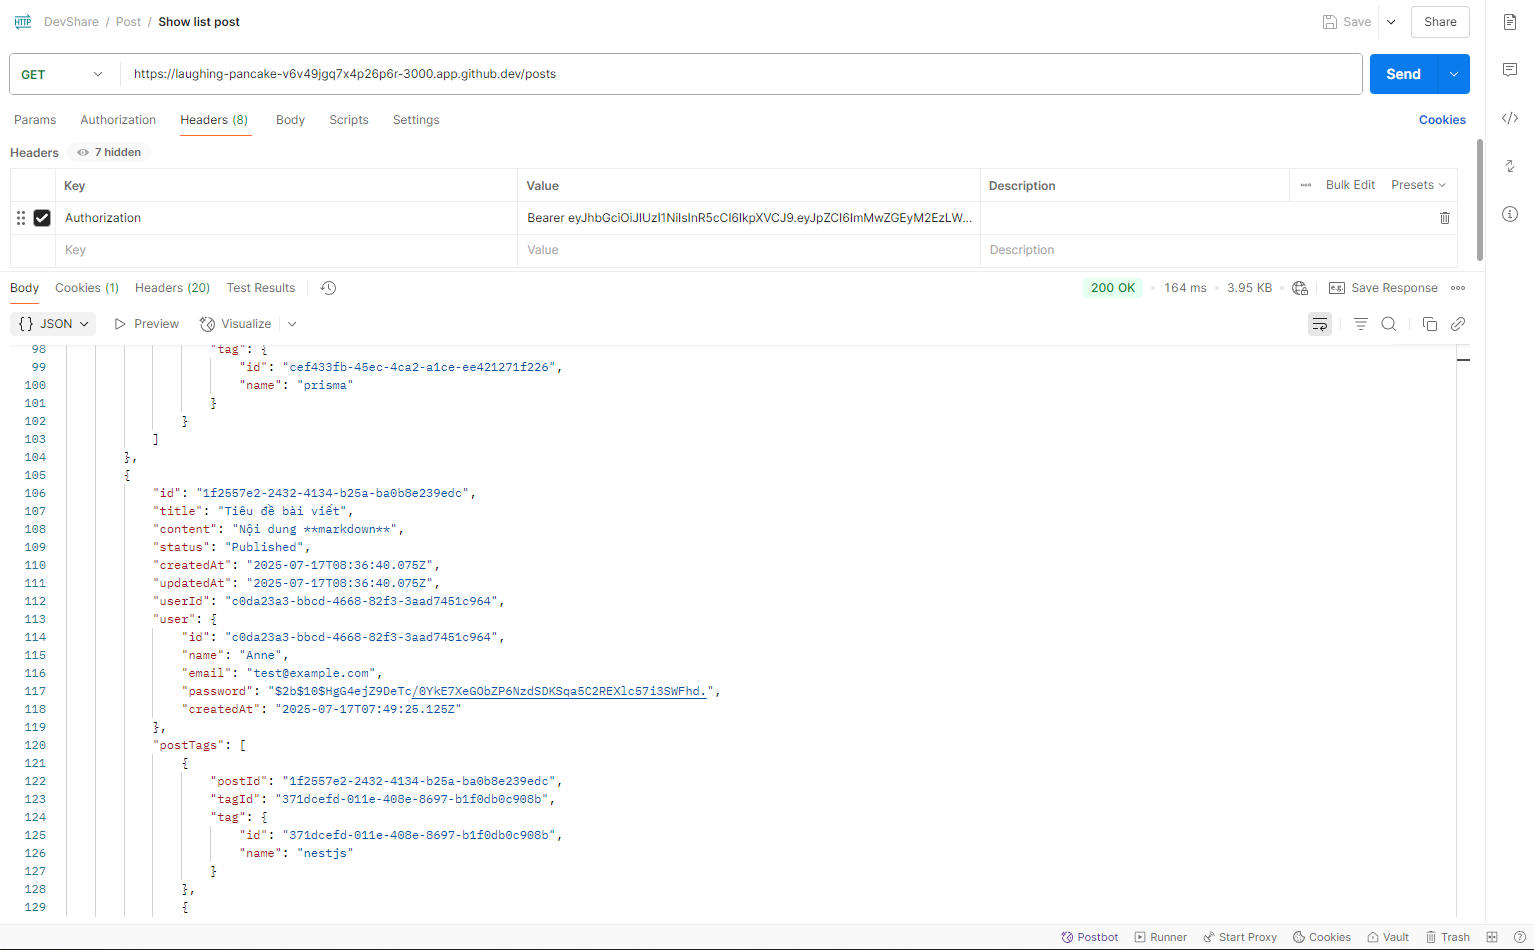 DevShare / Post / Show list post Save Share
GET https://laughing-pancake-v6v49jgq7x4p26p6r-3000.app.github.dev/posts Send
Params Authorization Headers (8) Body Scripts Settings Cookies
Headers 7 hidden
Key Value Description Bulk Edit Presets
Authorization Bearer eyJhbGciOiJIUzI1NiIsInR5cCI6IkpXVCJ9.eyJpZCI6ImMwZGEyM2EzLW...
Key Value Description
Body Cookies (1) Headers (20) Test Results 200 OK 164 ms 3.95 KB e.g. Save Response
{} JSON Preview Visualize
98 "tag": {
99 "id": "cef433fb-45ec-4ca2-a1ce-ee421271f226",
100 "name": "prisma"
101 }
102 }
103 ]
104 },
105 {
106 "id": "1f2557e2-2432-4134-b25a-ba0b8e239edc",
107 "title": "Tiêu đề bài viết",
108 "content": "Nội dung **markdown**",
109 "status": "Published",
110 "createdAt": "2025-07-17T08:36:40.075Z",
111 "updatedAt": "2025-07-17T08:36:40.075Z",
112 "userId": "c0da23a3-bbcd-4668-82f3-3aad7451c964",
113 "user": {
114 "id": "c0da23a3-bbcd-4668-82f3-3aad7451c964",
115 "name": "Anne",
116 "email": "test@example.com",
117 "password": "$2b$10$HgG4ejZ9DeTc/0YkE7XeGObZP6NzdSDKSqa5C2REXlc57i3SWFhd.",
118 "createdAt": "2025-07-17T07:49:25.125Z"
119 },
120 "postTags": [
121 {
122 "postId": "1f2557e2-2432-4134-b25a-ba0b8e239edc",
123 "tagId": "371dcefd-011e-408e-8697-b1f0db0c908b",
124 "tag": {
125 "id": "371dcefd-011e-408e-8697-b1f0db0c908b",
126 "name": "nestjs"
127 }
128 },
129 {
Postbot Runner Start Proxy Cookies Vault Trash